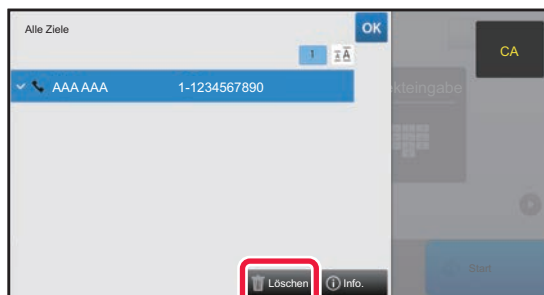 Alle Ziele
OK
1
CA
AAA AAA 1-1234567890
kteingabe
Löschen
Info.
Start